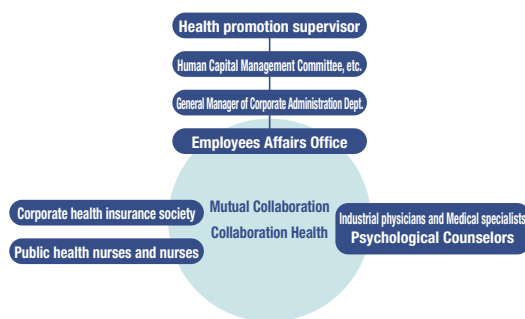 Health promotion supervisor
Human Capital Management Committee, etc.
General Manager of Corporate Administration Dept.
Employees Affairs Office
Corporate health insurance society
Public health nurses and nurses
Mutual Collaboration
Collaboration Health
Industrial physicians and Medical specialists
Psychological Counselors